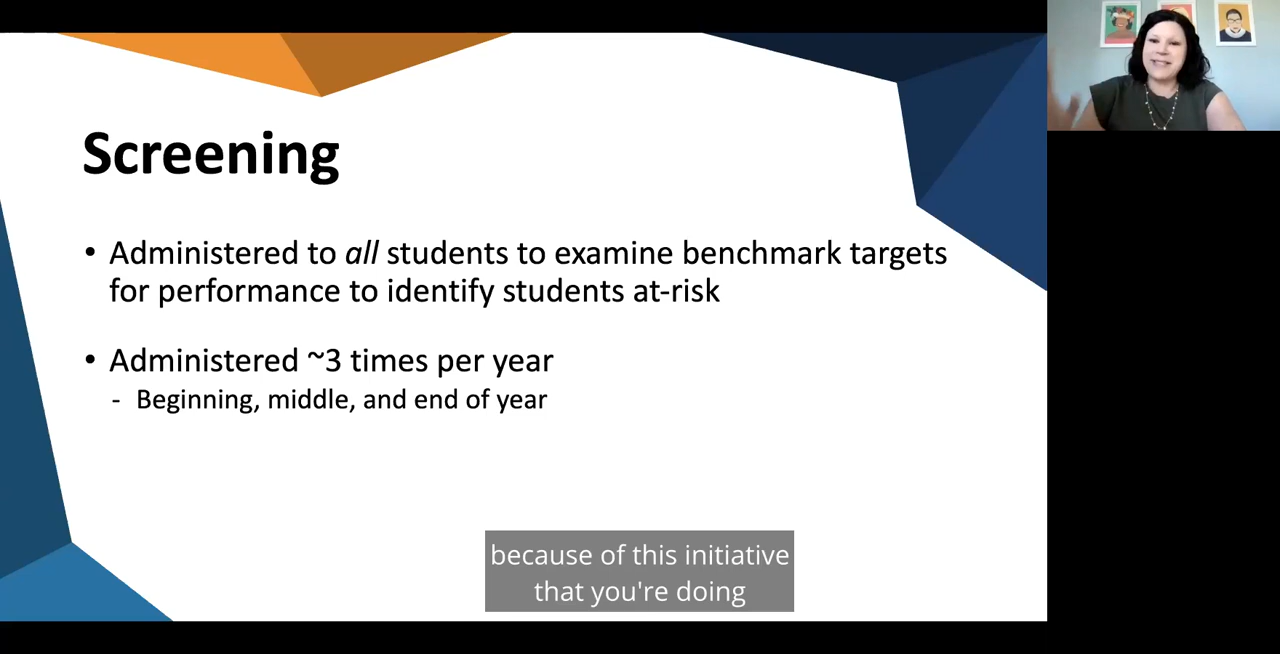 Screening
• Administered to all students to examine benchmark targets
for performance to identify students at-risk
• Administered ~3 times per year
- Beginning, middle, and end of year
because of this initiative
that you're doing